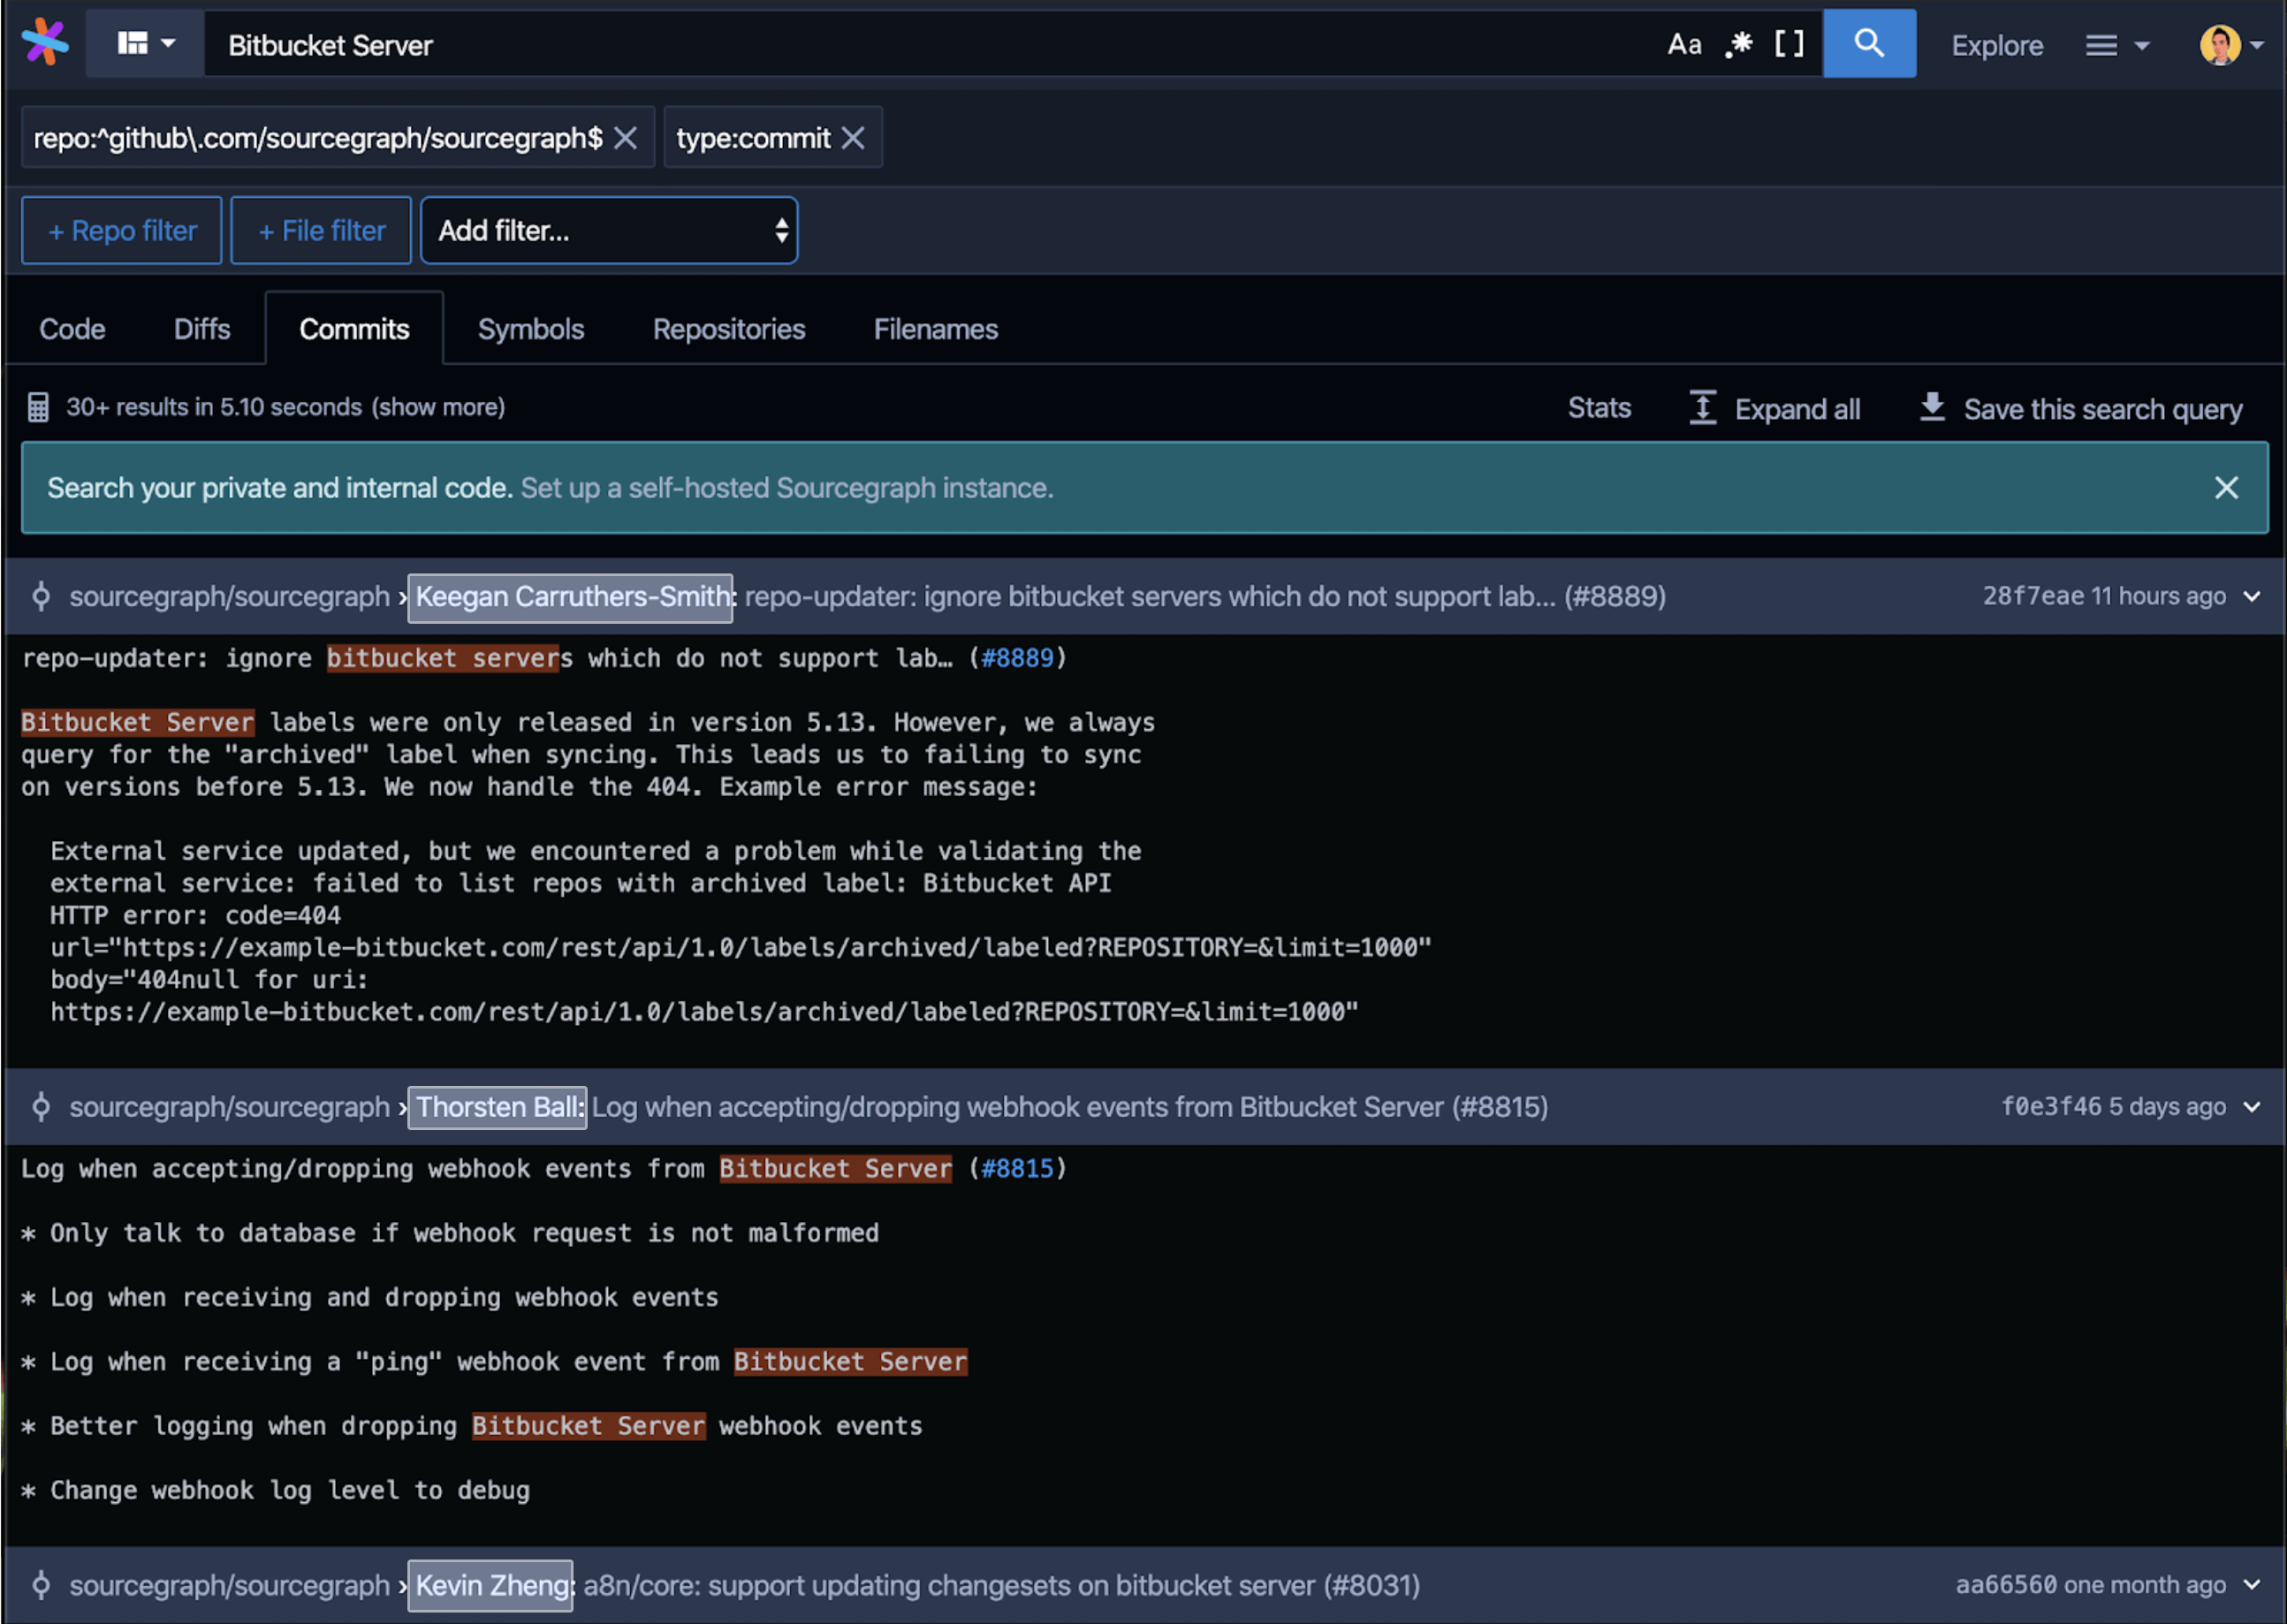 Bitbucket Server Aa .* [ ] Explore
repo:^github\.com/sourcegraph/sourcegraph$ type:commit
+ Repo filter + File filter Add filter...
Code Diffs Commits Symbols Repositories Filenames
30+ results in 5.10 seconds (show more) Stats Expand all Save this search query
Search your private and internal code. Set up a self-hosted Sourcegraph instance.
sourcegraph/sourcegraph › Keegan Carruthers-Smith: repo-updater: ignore bitbucket servers which do not support lab… (#8889) 28f7eae 11 hours ago
repo-updater: ignore bitbucket servers which do not support lab… (#8889)
Bitbucket Server labels were only released in version 5.13. However, we always
query for the "archived" label when syncing. This leads us to failing to sync
on versions before 5.13. We now handle the 404. Example error message:
External service updated, but we encountered a problem while validating the
external service: failed to list repos with archived label: Bitbucket API
HTTP error: code=404
url="https://example-bitbucket.com/rest/api/1.0/labels/archived/labeled?REPOSITORY=&limit=1000"
body="404null for uri:
https://example-bitbucket.com/rest/api/1.0/labels/archived/labeled?REPOSITORY=&limit=1000"
sourcegraph/sourcegraph › Thorsten Ball: Log when accepting/dropping webhook events from Bitbucket Server (#8815) f0e3f46 5 days ago
Log when accepting/dropping webhook events from Bitbucket Server (#8815)
* Only talk to database if webhook request is not malformed
* Log when receiving and dropping webhook events
* Log when receiving a "ping" webhook event from Bitbucket Server
* Better logging when dropping Bitbucket Server webhook events
* Change webhook log level to debug
sourcegraph/sourcegraph › Kevin Zheng: a8n/core: support updating changesets on bitbucket server (#8031) aa66560 one month ago